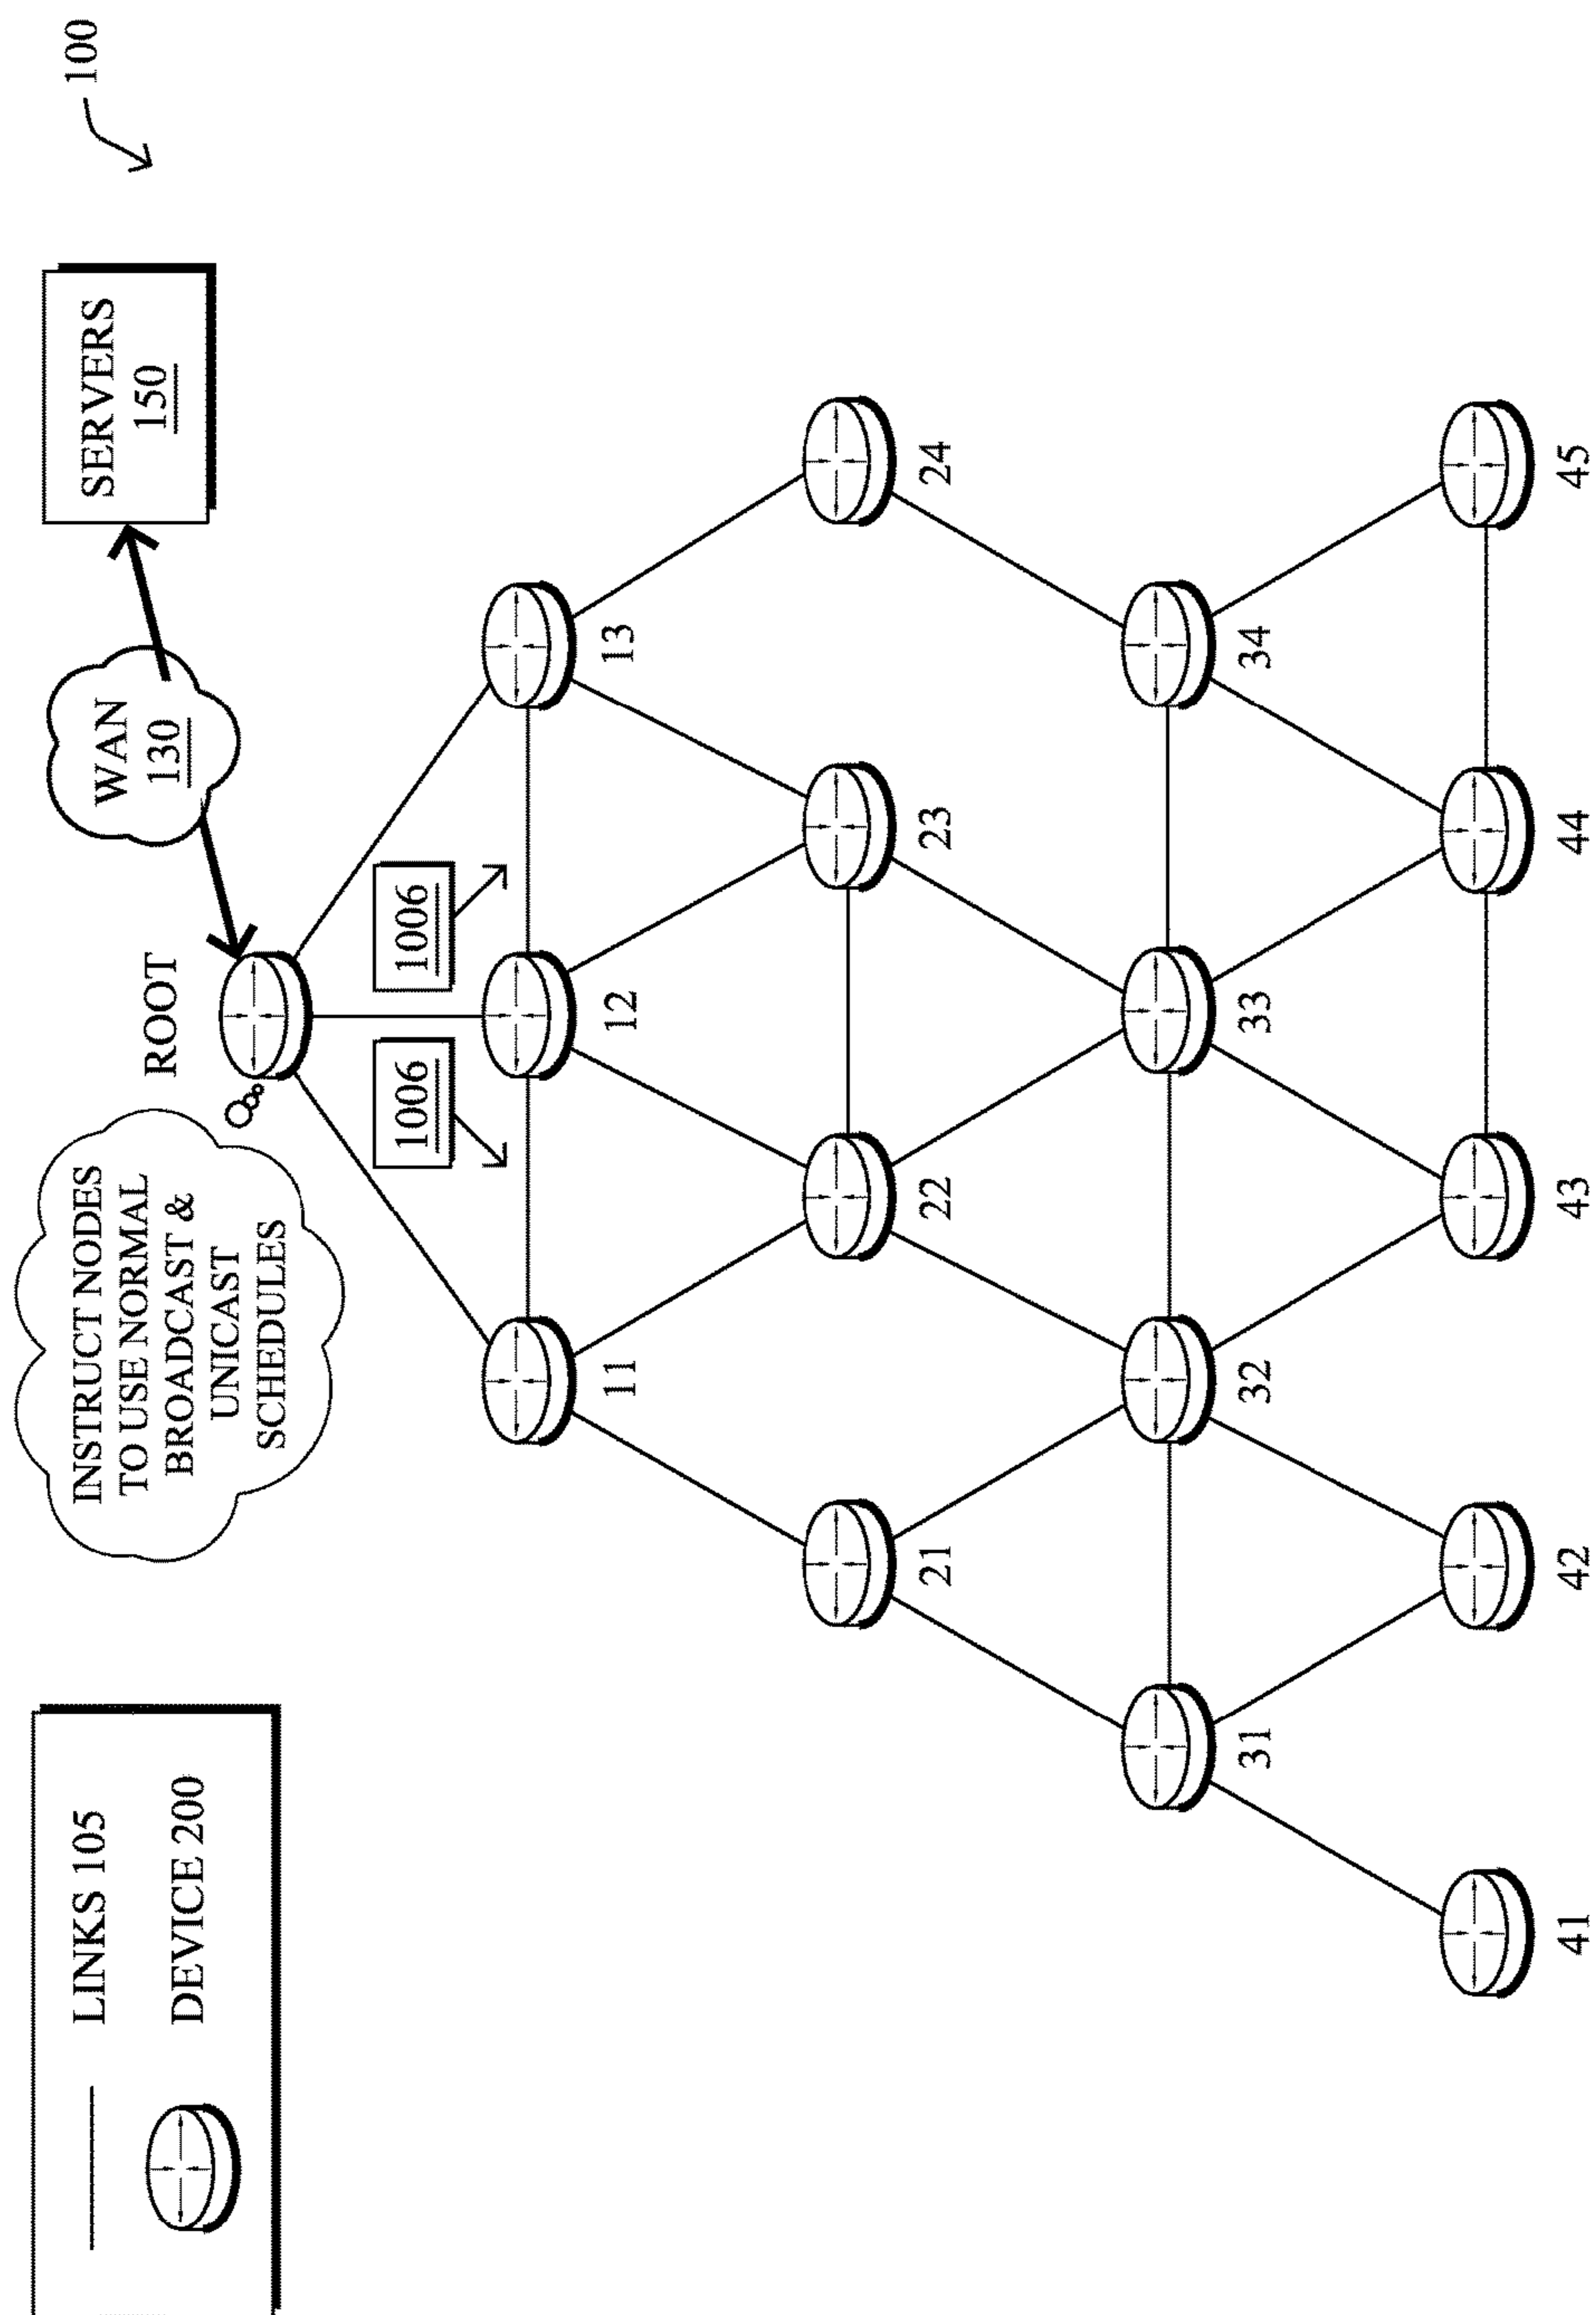 LINKS 105
DEVICE 200
INSTRUCT NODES
TO USE NORMAL
BROADCAST &
UNICAST
SCHEDULES
ROOT
WAN
130
SERVERS
150
100
1006
1006
11
12
13
21
22
23
24
31
32
33
34
41
42
43
44
45